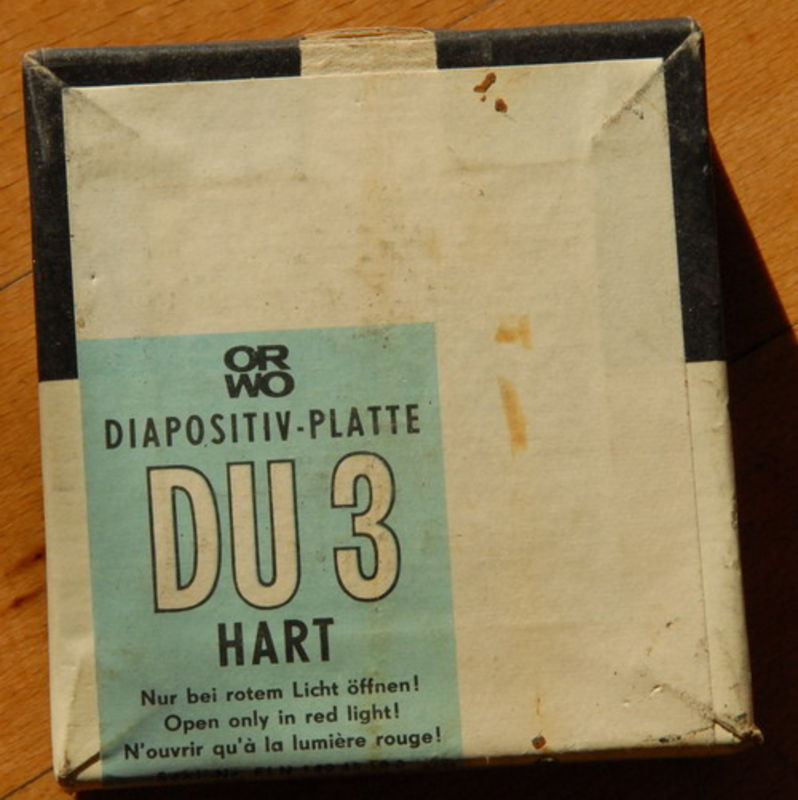 OR
WO
DIAPOSITIV-PLATTE
DU 3
HART
Nur bei rotem Licht öffnen!
Open only in red light!
N'ouvrir qu'à la lumière rouge!